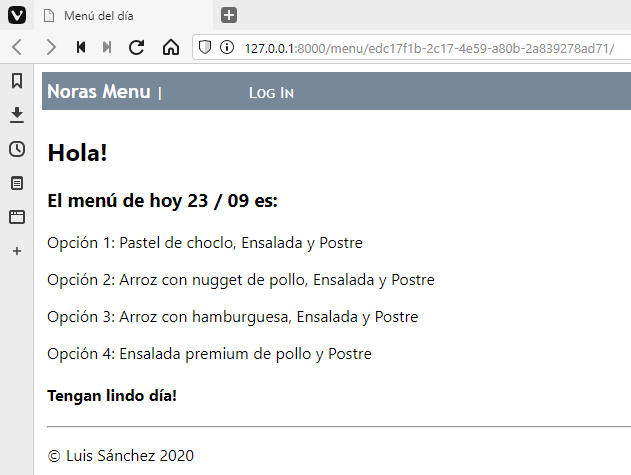 Menú del día
127.0.0.1:8000/menu/edc17f1b-2c17-4e59-a80b-2a839278ad71/
Noras Menu | Log In
Hola!
El menú de hoy 23 / 09 es:
Opción 1: Pastel de choclo, Ensalada y Postre
Opción 2: Arroz con nugget de pollo, Ensalada y Postre
Opción 3: Arroz con hamburguesa, Ensalada y Postre
Opción 4: Ensalada premium de pollo y Postre
Tengan lindo día!
© Luis Sánchez 2020